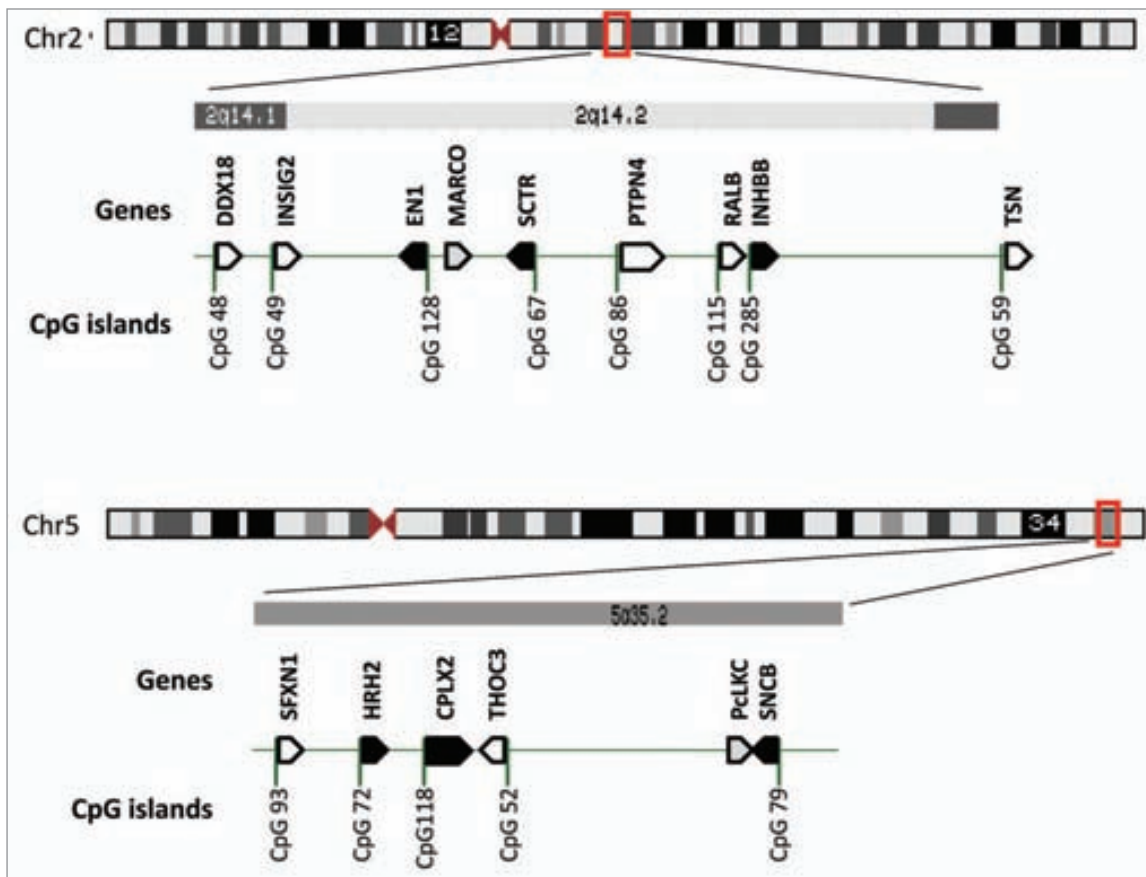 Chr2
12
2q14.1 2q14.2
Genes DDX18 INSIG2 EN1 MARCO SCTR PTPN4 RALB INHBB TSN
CpG islands CpG 48 CpG 49 CpG 128 CpG 67 CpG 86 CpG 115 CpG 285 CpG 59
Chr5
34
5q35.2
Genes SFXN1 HRH2 CPLX2 THOC3 PcLKC SNCB
CpG islands CpG 93 CpG 72 CpG118 CpG 52 CpG 79